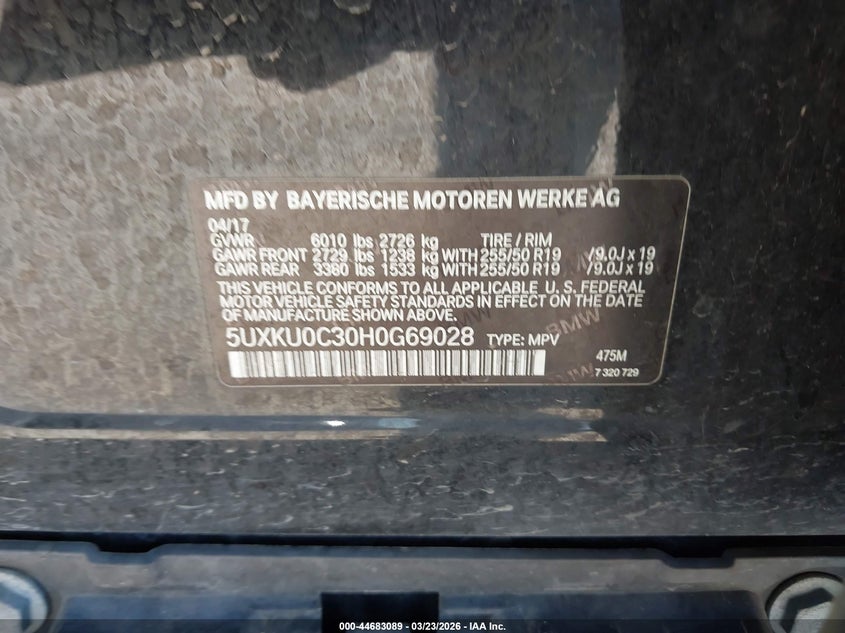 MFD BY BAYERISCHE MOTOREN WERKE AG
04/17
GVWR 6010 lbs 2726 kg TIRE / RIM
GAWR FRONT 2729 lbs 1238 kg WITH 255/50 R19 /9.0J x 19
GAWR REAR 3380 lbs 1533 kg WITH 255/50 R19 /9.0J x 19
THIS VEHICLE CONFORMS TO ALL APPLICABLE U. S. FEDERAL
MOTOR VEHICLE SAFETY STANDARDS IN EFFECT ON THE DATE
OF MANUFACTURE SHOWN ABOVE.
5UXKU0C30H0G69028 TYPE: MPV
475M
7 320 729
BMW
000-44683089 - 03/23/2026 - IAA Inc.